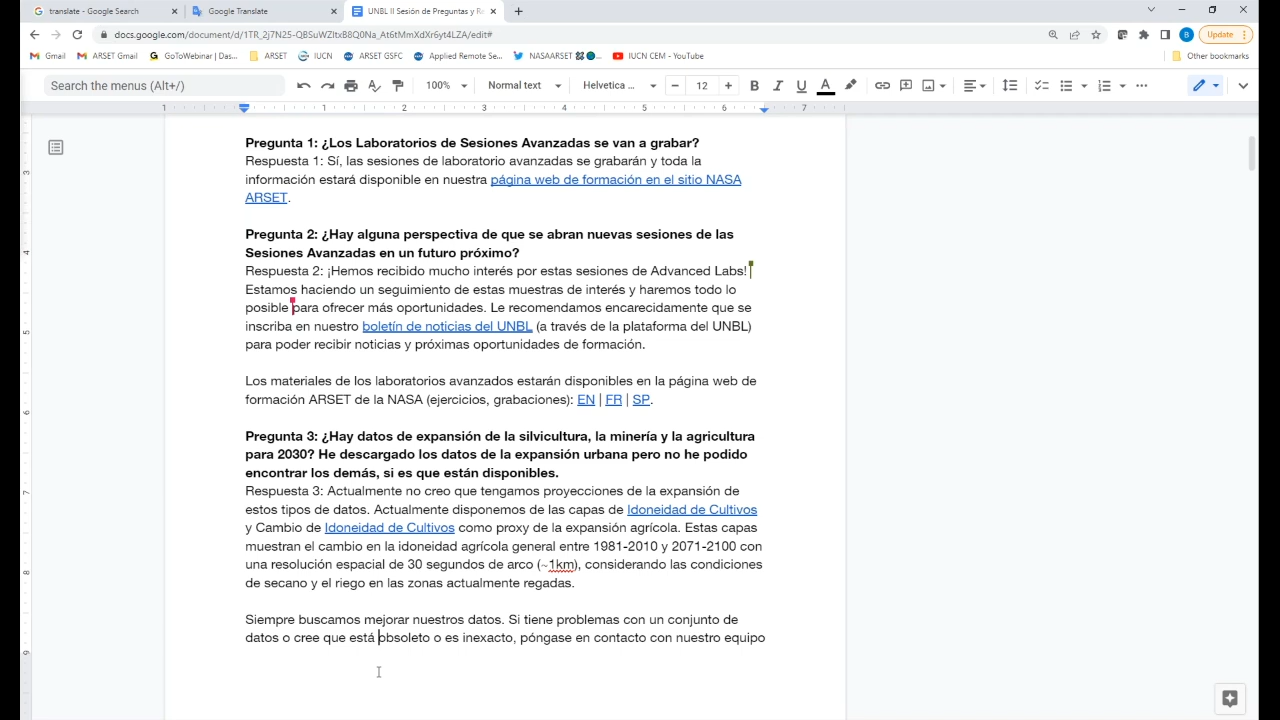 translate - Google Search
Google Translate
UNBL II Sesión de Preguntas y Re
docs.google.com/document/d/1TR_2j7N25-QBSuWZltxB8Q0Na_At6tMmXdXr6yt4LZA/edit#
B
Update
Gmail
ARSET Gmail
GoToWebinar | Das...
ARSET
IUCN
ARSET GSFC
Applied Remote Se...
NASAARSET
IUCN CEM - YouTube
Other bookmarks
Search the menus (Alt+/)
100%
Normal text
Helvetica ...
12
1 1 2 3 4 5 6 7
Pregunta 1: ¿Los Laboratorios de Sesiones Avanzadas se van a grabar?
Respuesta 1: Sí, las sesiones de laboratorio avanzadas se grabarán y toda la
información estará disponible en nuestra página web de formación en el sitio NASA
ARSET.
Pregunta 2: ¿Hay alguna perspectiva de que se abran nuevas sesiones de las
Sesiones Avanzadas en un futuro próximo?
Respuesta 2: ¡Hemos recibido mucho interés por estas sesiones de Advanced Labs!
Estamos haciendo un seguimiento de estas muestras de interés y haremos todo lo
posible para ofrecer más oportunidades. Le recomendamos encarecidamente que se
inscriba en nuestro boletín de noticias del UNBL (a través de la plataforma del UNBL)
para poder recibir noticias y próximas oportunidades de formación.
Los materiales de los laboratorios avanzados estarán disponibles en la página web de
formación ARSET de la NASA (ejercicios, grabaciones): EN | FR | SP.
Pregunta 3: ¿Hay datos de expansión de la silvicultura, la minería y la agricultura
para 2030? He descargado los datos de la expansión urbana pero no he podido
encontrar los demás, si es que están disponibles.
Respuesta 3: Actualmente no creo que tengamos proyecciones de la expansión de
estos tipos de datos. Actualmente disponemos de las capas de Idoneidad de Cultivos
y Cambio de Idoneidad de Cultivos como proxy de la expansión agrícola. Estas capas
muestran el cambio en la idoneidad agrícola general entre 1981-2010 y 2071-2100 con
una resolución espacial de 30 segundos de arco (~1km), considerando las condiciones
de secano y el riego en las zonas actualmente regadas.
Siempre buscamos mejorar nuestros datos. Si tiene problemas con un conjunto de
datos o cree que está obsoleto o es inexacto, póngase en contacto con nuestro equipo
3
4
5
6
7
8
9